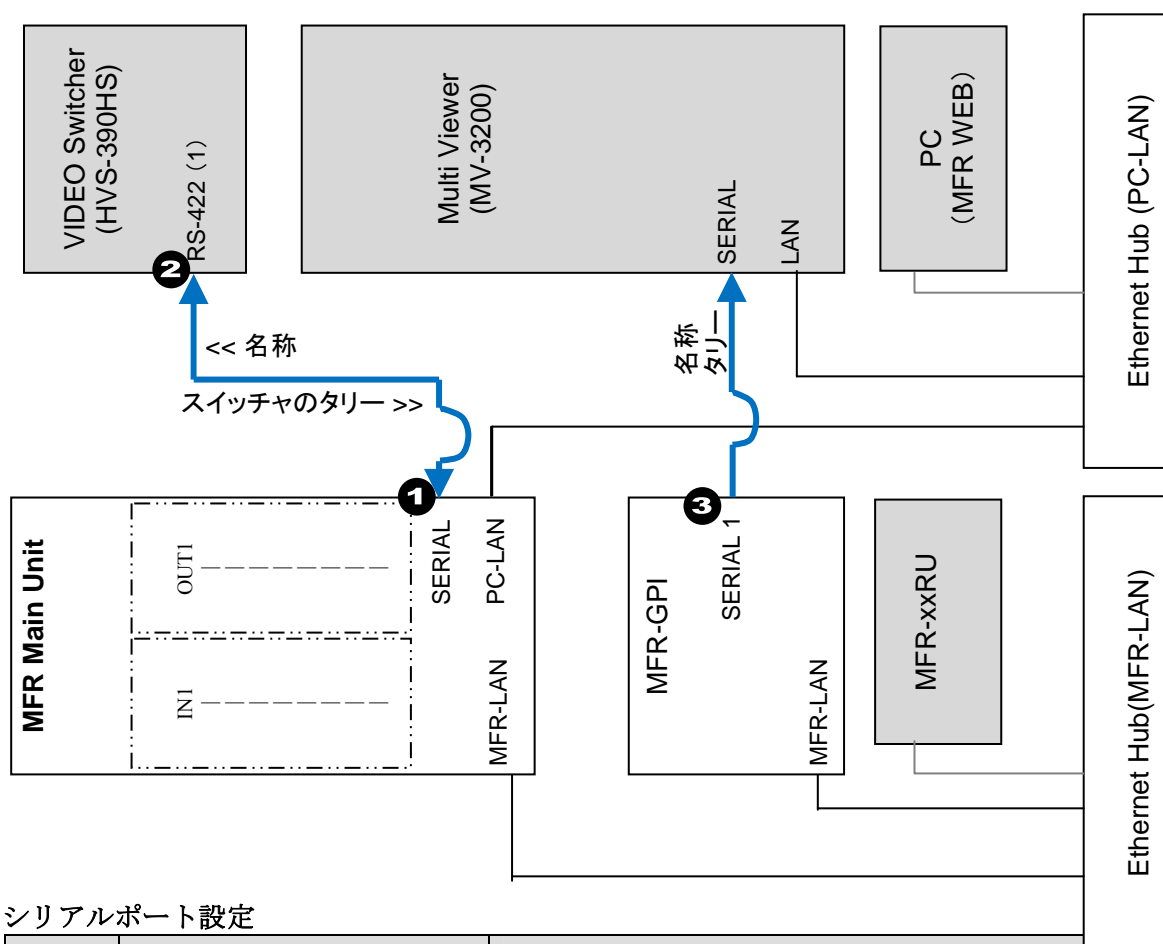 VIDEO Switcher
(HVS-390HS)
RS-422（1）
2
Multi Viewer
(MV-3200)
SERIAL
LAN
PC
（MFR WEB）
Ethernet Hub (PC-LAN)
<< 名称
スイッチャのタリー >>
名称
タリー
MFR Main Unit
OUT1
IN1
1
SERIAL
PC-LAN
MFR-LAN
MFR-GPI
3
SERIAL 1
MFR-LAN
MFR-xxRU
Ethernet Hub(MFR-LAN)
シリアルポート設定